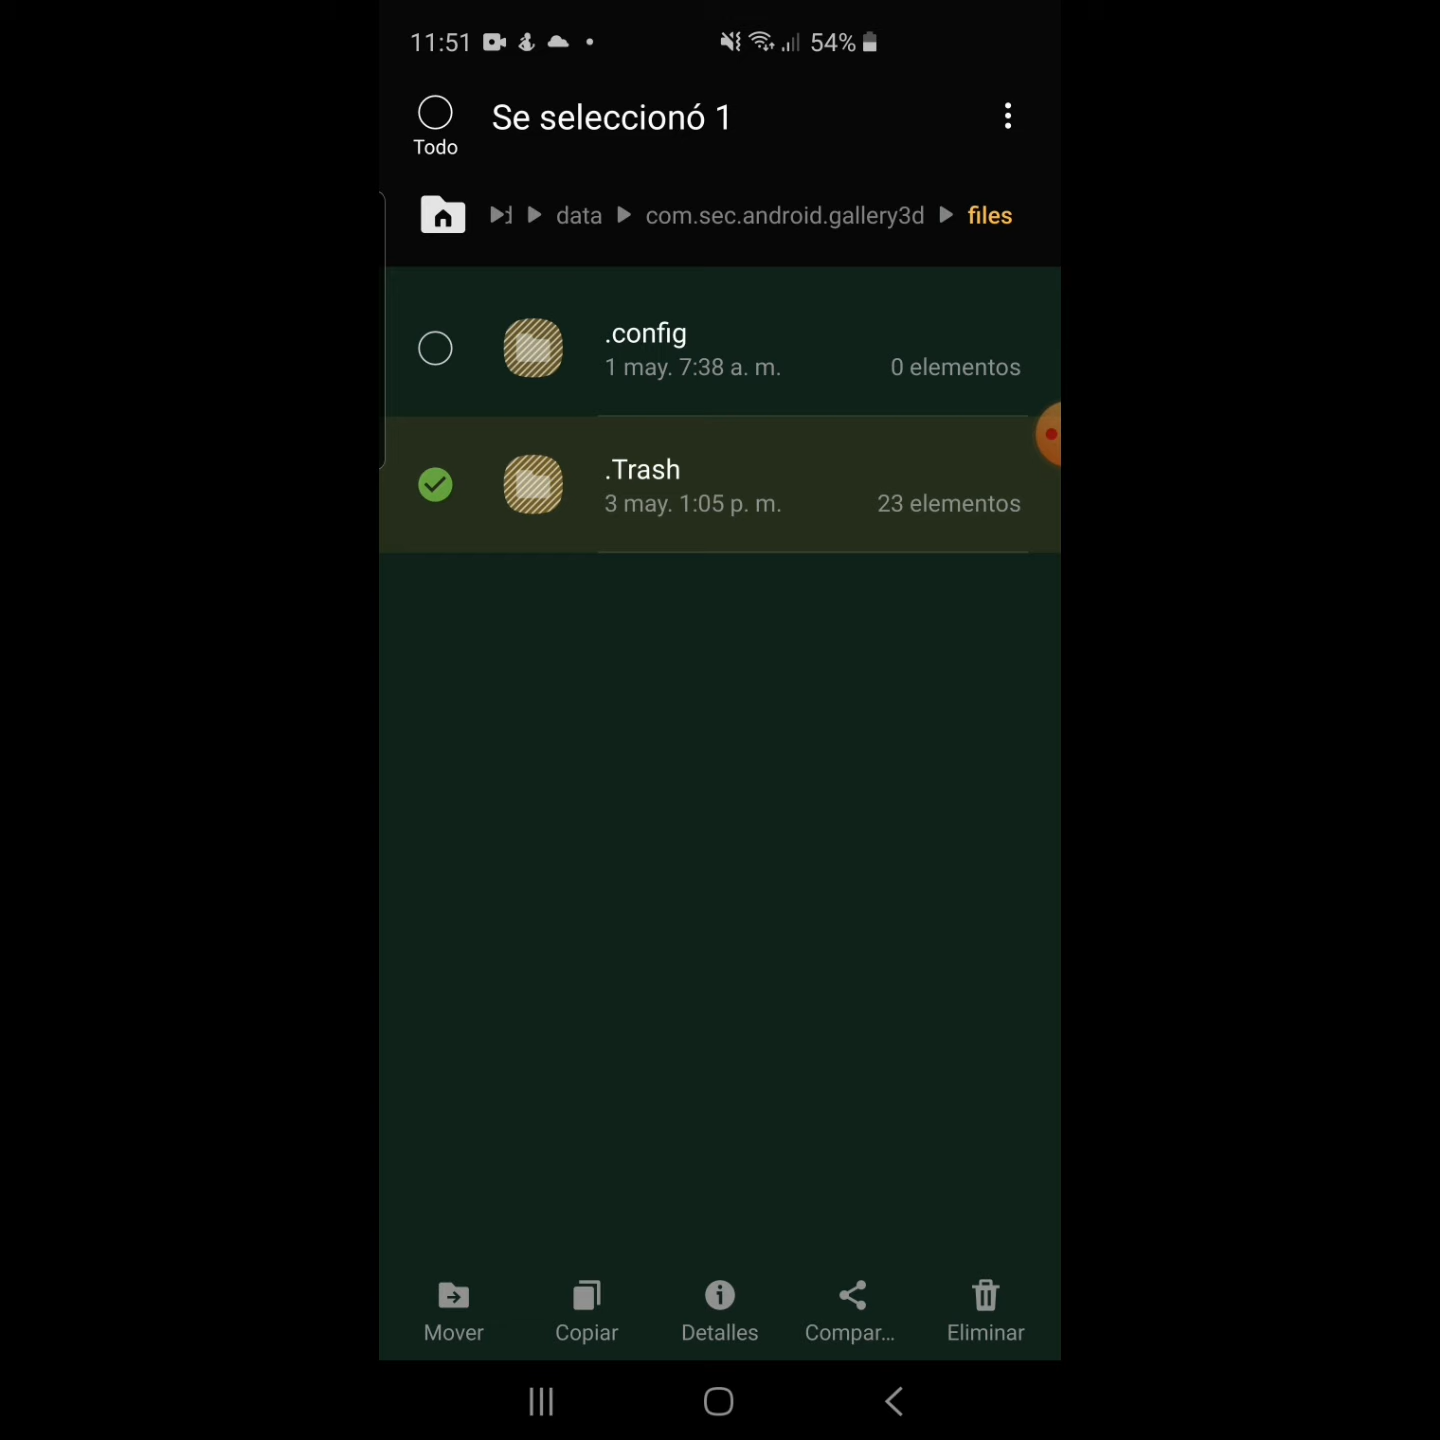 11:51 54%
Se seleccionó 1
Todo
data com.sec.android.gallery3d files
.config
1 may. 7:38 a. m. 0 elementos
.Trash
3 may. 1:05 p. m. 23 elementos
Mover Copiar Detalles Compar... Eliminar